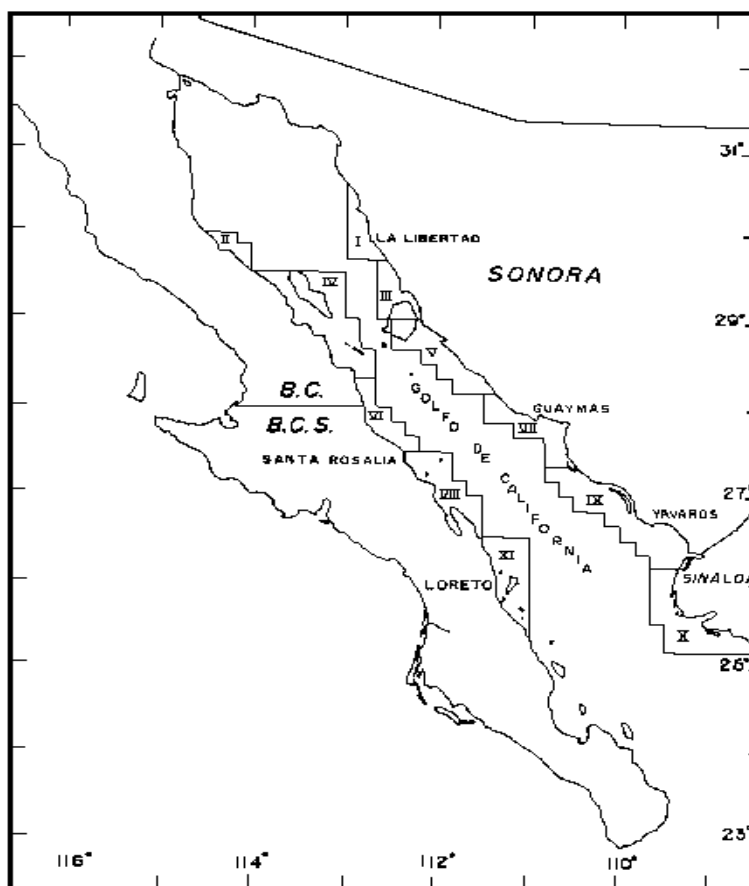 31°
I
LA LIBERTAD
II
SONORA
IV
III
29°
V
B.C.
GOLFO DE CALIFORNIA
GUAYMAS
B.C.S.
VI
VII
SANTA ROSALIA
VIII
27°
IX
YAVAROS
XI
LORETO
SINALOA
X
25°
23°
116° 114° 112° 110°